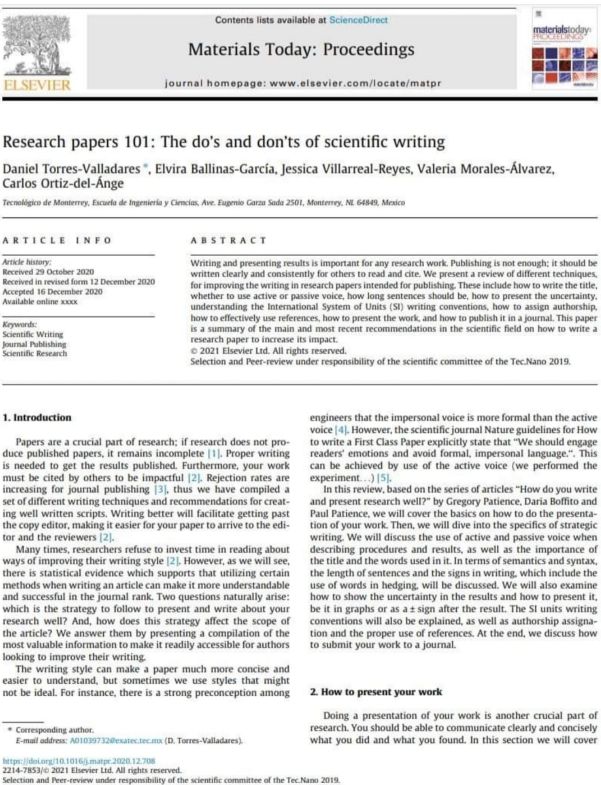 Contents lists available at ScienceDirect
Materials Today: Proceedings
journal homepage: www.elsevier.com/locate/matpr
ELSEVIER
materialstoday:
PROCEEDINGS
Research papers 101: The do's and don'ts of scientific writing
Daniel Torres-Valladares *, Elvira Ballinas-García, Jessica Villarreal-Reyes, Valeria Morales-Álvarez,
Carlos Ortiz-del-Ánge
Tecnológico de Monterrey, Escuela de Ingeniería y Ciencias, Ave. Eugenio Garza Sada 2501, Monterrey, NL 64849, Mexico
ARTICLE INFO
Article history:
Received 29 October 2020
Received in revised form 12 December 2020
Accepted 16 December 2020
Available online xxxx
Keywords:
Scientific Writing
Journal Publishing
Scientific Research
ABSTRACT
Writing and presenting results is important for any research work. Publishing is not enough; it should be
written clearly and consistently for others to read and cite. We present a review of different techniques,
for improving the writing in research papers intended for publishing. These include how to write the title,
whether to use active or passive voice, how long sentences should be, how to present the uncertainty,
understanding the International System of Units (SI) writing conventions, how to assign authorship,
how to effectively use references, how to present the work, and how to publish it in a journal. This paper
is a summary of the main and most recent recommendations in the scientific field on how to write a
research paper to increase its impact.
© 2021 Elsevier Ltd. All rights reserved.
Selection and Peer-review under responsibility of the scientific committee of the Tec.Nano 2019.
1. Introduction
Papers are a crucial part of research; if research does not pro-
duce published papers, it remains incomplete [1]. Proper writing
is needed to get the results published. Furthermore, your work
must be cited by others to be impactful [2]. Rejection rates are
increasing for journal publishing [3], thus we have compiled a
set of different writing techniques and recommendations for creat-
ing well written scripts. Writing better will facilitate getting past
the copy editor, making it easier for your paper to arrive to the edi-
tor and the reviewers [2].
Many times, researchers refuse to invest time in reading about
ways of improving their writing style [2]. However, as we will see,
there is statistical evidence which supports that utilizing certain
methods when writing an article can make it more understandable
and successful in the journal rank. Two questions naturally arise:
which is the strategy to follow to present and write about your
research well? And, how does this strategy affect the scope of
the article? We answer them by presenting a compilation of the
most valuable information to make it readily accessible for authors
looking to improve their writing.
The writing style can make a paper much more concise and
easier to understand, but sometimes we use styles that might
not be ideal. For instance, there is a strong preconception among
engineers that the impersonal voice is more formal than the active
voice [4]. However, the scientific journal Nature guidelines for How
to write a First Class Paper explicitly state that "We should engage
readers' emotions and avoid formal, impersonal language.". This
can be achieved by use of the active voice (we performed the
experiment...) [5].
In this review, based on the series of articles "How do you write
and present research well?" by Gregory Patience, Daria Boffito and
Paul Patience, we will cover the basics on how to do the presenta-
tion of your work. Then, we will dive into the specifics of strategic
writing. We will discuss the use of active and passive voice when
describing procedures and results, as well as the importance of
the title and the words used in it. In terms of semantics and syntax,
the length of sentences and the signs in writing, which include the
use of words in hedging, will be discussed. We will also examine
how to show the uncertainty in the results and how to present it,
be it in graphs or as a ± sign after the result. The SI units writing
conventions will also be explained, as well as authorship assigna-
tion and the proper use of references. At the end, we discuss how
to submit your work to a journal.
2. How to present your work
Doing a presentation of your work is another crucial part of
research. You should be able to communicate clearly and concisely
what you did and what you found. In this section we will cover
* Corresponding author.
E-mail address: A01039732@exatec.tec.mx (D. Torres-Valladares).
https://doi.org/10.1016/j.matpr.2020.12.708
2214-7853/© 2021 Elsevier Ltd. All rights reserved.
Selection and Peer-review under responsibility of the scientific committee of the Tec.Nano 2019.